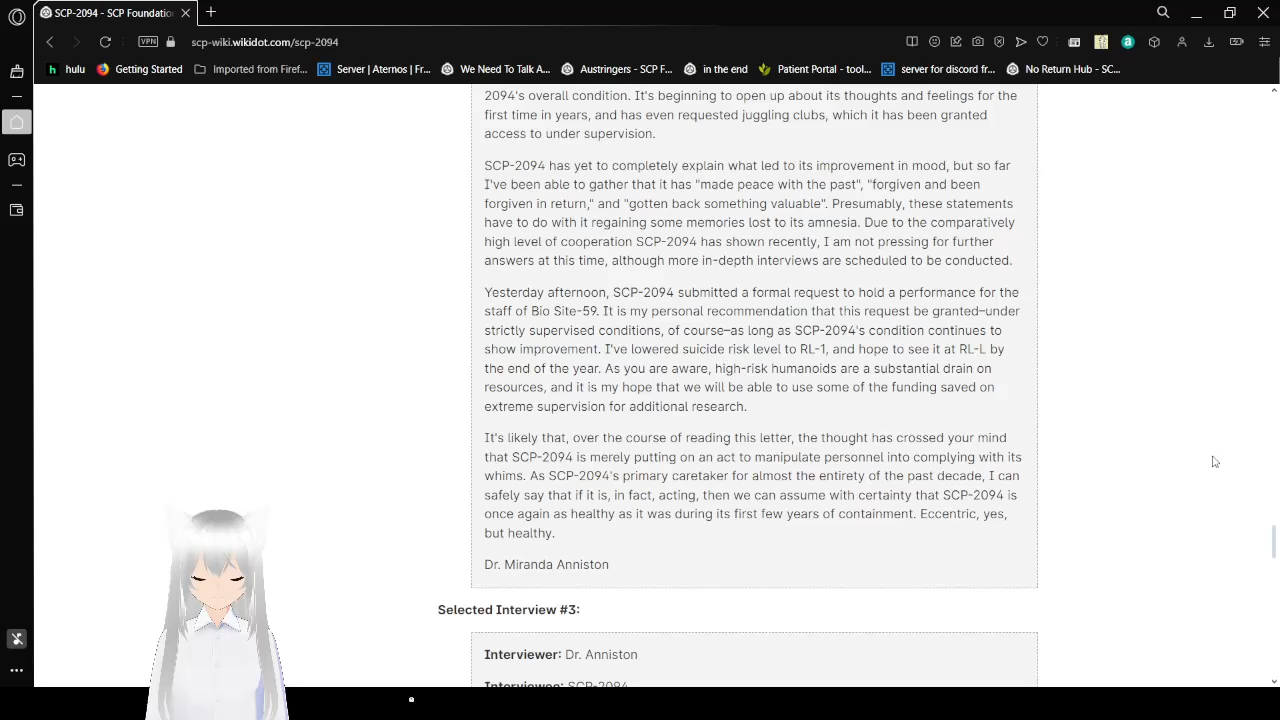 SCP-2094 - SCP Foundatio
scp-wiki.wikidot.com/scp-2094
VPN
hulu
Getting Started
Imported from Firef...
Server | Aternos | Fr...
We Need To Talk A...
Austringers - SCP F...
in the end
Patient Portal - tool...
server for discord fr...
No Return Hub - SC...
2094's overall condition. It's beginning to open up about its thoughts and feelings for the
first time in years, and has even requested juggling clubs, which it has been granted
access to under supervision.
SCP-2094 has yet to completely explain what led to its improvement in mood, but so far
I've been able to gather that it has "made peace with the past", "forgiven and been
forgiven in return," and "gotten back something valuable". Presumably, these statements
have to do with it regaining some memories lost to its amnesia. Due to the comparatively
high level of cooperation SCP-2094 has shown recently, I am not pressing for further
answers at this time, although more in-depth interviews are scheduled to be conducted.
Yesterday afternoon, SCP-2094 submitted a formal request to hold a performance for the
staff of Bio Site-59. It is my personal recommendation that this request be granted–under
strictly supervised conditions, of course–as long as SCP-2094's condition continues to
show improvement. I've lowered suicide risk level to RL-1, and hope to see it at RL-L by
the end of the year. As you are aware, high-risk humanoids are a substantial drain on
resources, and it is my hope that we will be able to use some of the funding saved on
extreme supervision for additional research.
It's likely that, over the course of reading this letter, the thought has crossed your mind
that SCP-2094 is merely putting on an act to manipulate personnel into complying with its
whims. As SCP-2094's primary caretaker for almost the entirety of the past decade, I can
safely say that if it is, in fact, acting, then we can assume with certainty that SCP-2094 is
once again as healthy as it was during its first few years of containment. Eccentric, yes,
but healthy.
Dr. Miranda Anniston
Selected Interview #3:
Interviewer: Dr. Anniston
Interviewee: SCP-2094